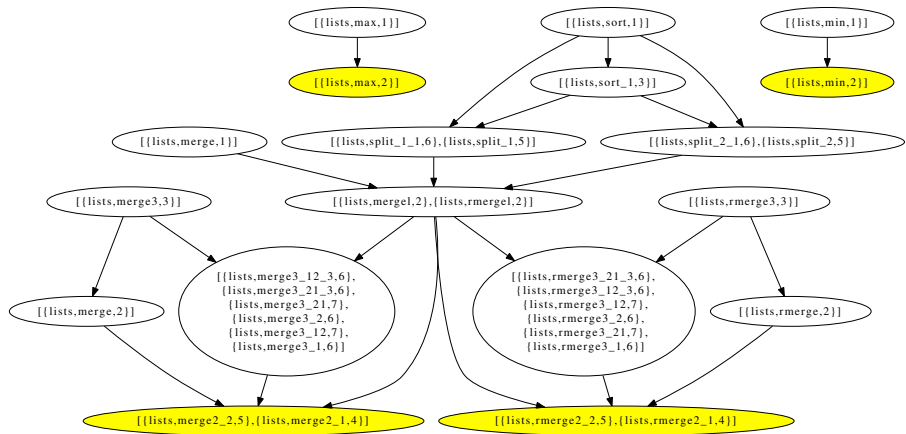 [{lists,max,1}]
[{lists,sort,1}]
[{lists,min,1}]
[{lists,max,2}]
[{lists,sort_1,3}]
[{lists,min,2}]
[{lists,merge,1}]
[{lists,split_1_1,6},{lists,split_1,5}]
[{lists,split_2_1,6},{lists,split_2,5}]
[{lists,merge3,3}]
[{lists,mergel,2},{lists,rmergel,2}]
[{lists,rmerge3,3}]
[{lists,merge,2}]
[{lists,merge3_12_3,6},
{lists,merge3_21_3,6},
{lists,merge3_21,7},
{lists,merge3_2,6},
{lists,merge3_12,7},
{lists,merge3_1,6}]
[{lists,rmerge3_21_3,6},
{lists,rmerge3_12_3,6},
{lists,rmerge3_12,7},
{lists,rmerge3_2,6},
{lists,rmerge3_21,7},
{lists,rmerge3_1,6}]
[{lists,rmerge,2}]
[{lists,merge2_2,5},{lists,merge2_1,4}]
[{lists,rmerge2_2,5},{lists,rmerge2_1,4}]